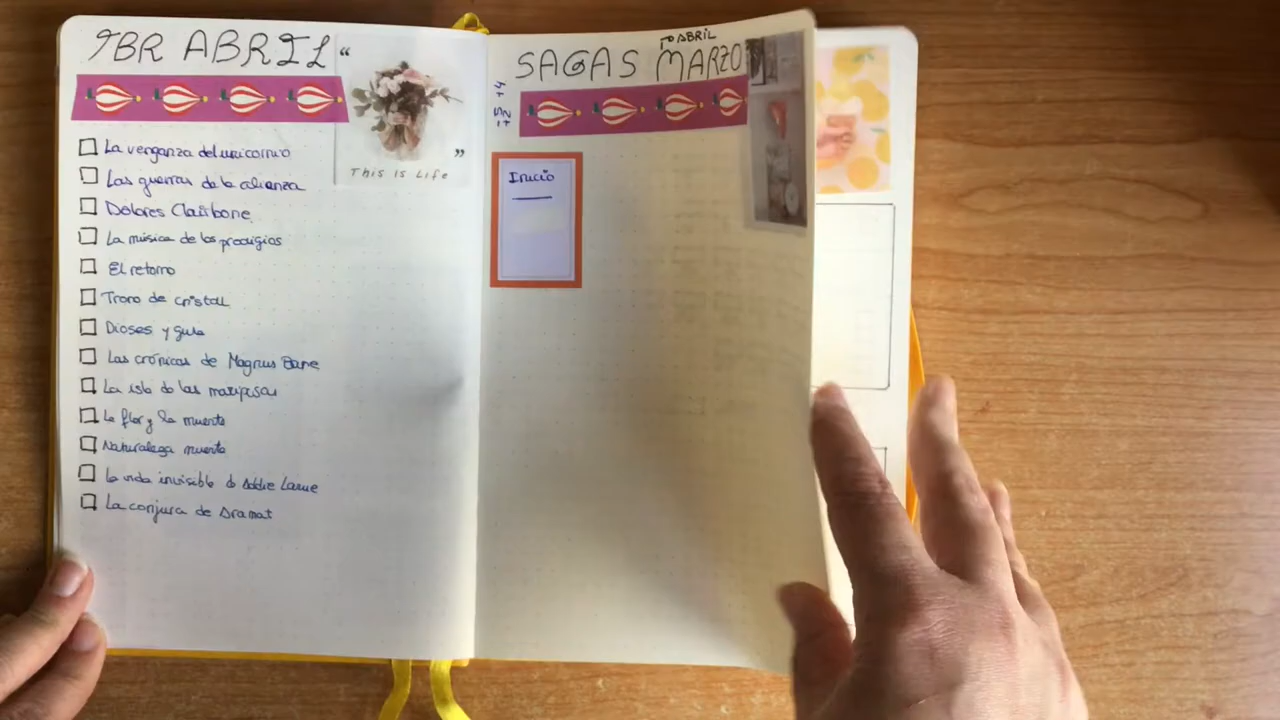 TBR ABRIL
“
”
This is Life
La venganza del unicornio
Las guerras de la alianza
Dolores Clairbone
La música de los prodigios
El retorno
Trono de cristal
Dioses y gula
Las crónicas de Magnus Bane
La isla de las mariposas
La flor y la muerte
Naturaleza muerta
La vida invisible de Addie Larue
La conjura de Aramat
ABRIL
SAGAS MARZO
Inicio